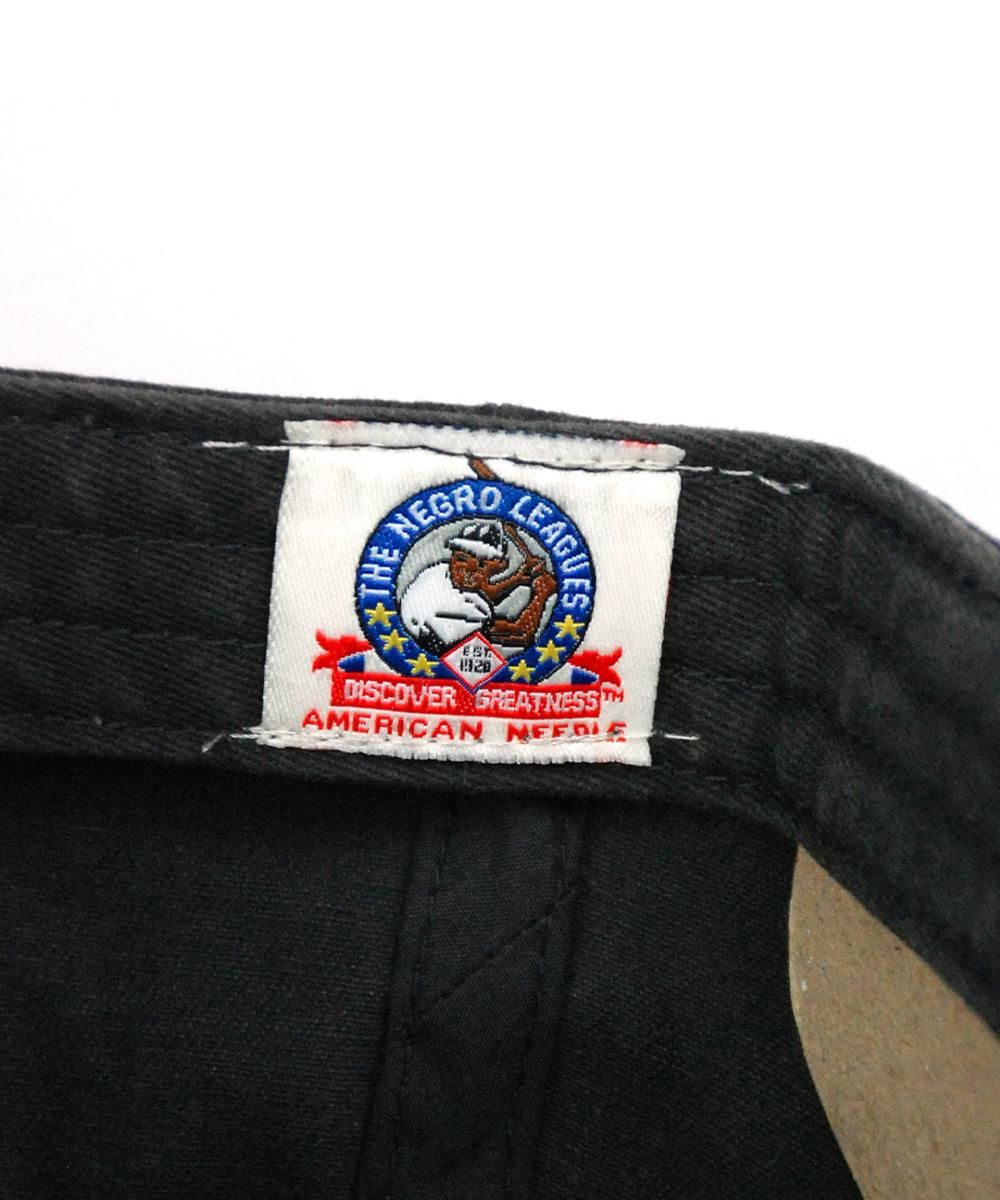 THE NEGRO LEAGUES
EST.
1920
DISCOVER GREATNESS™
AMERICAN NEEDLE